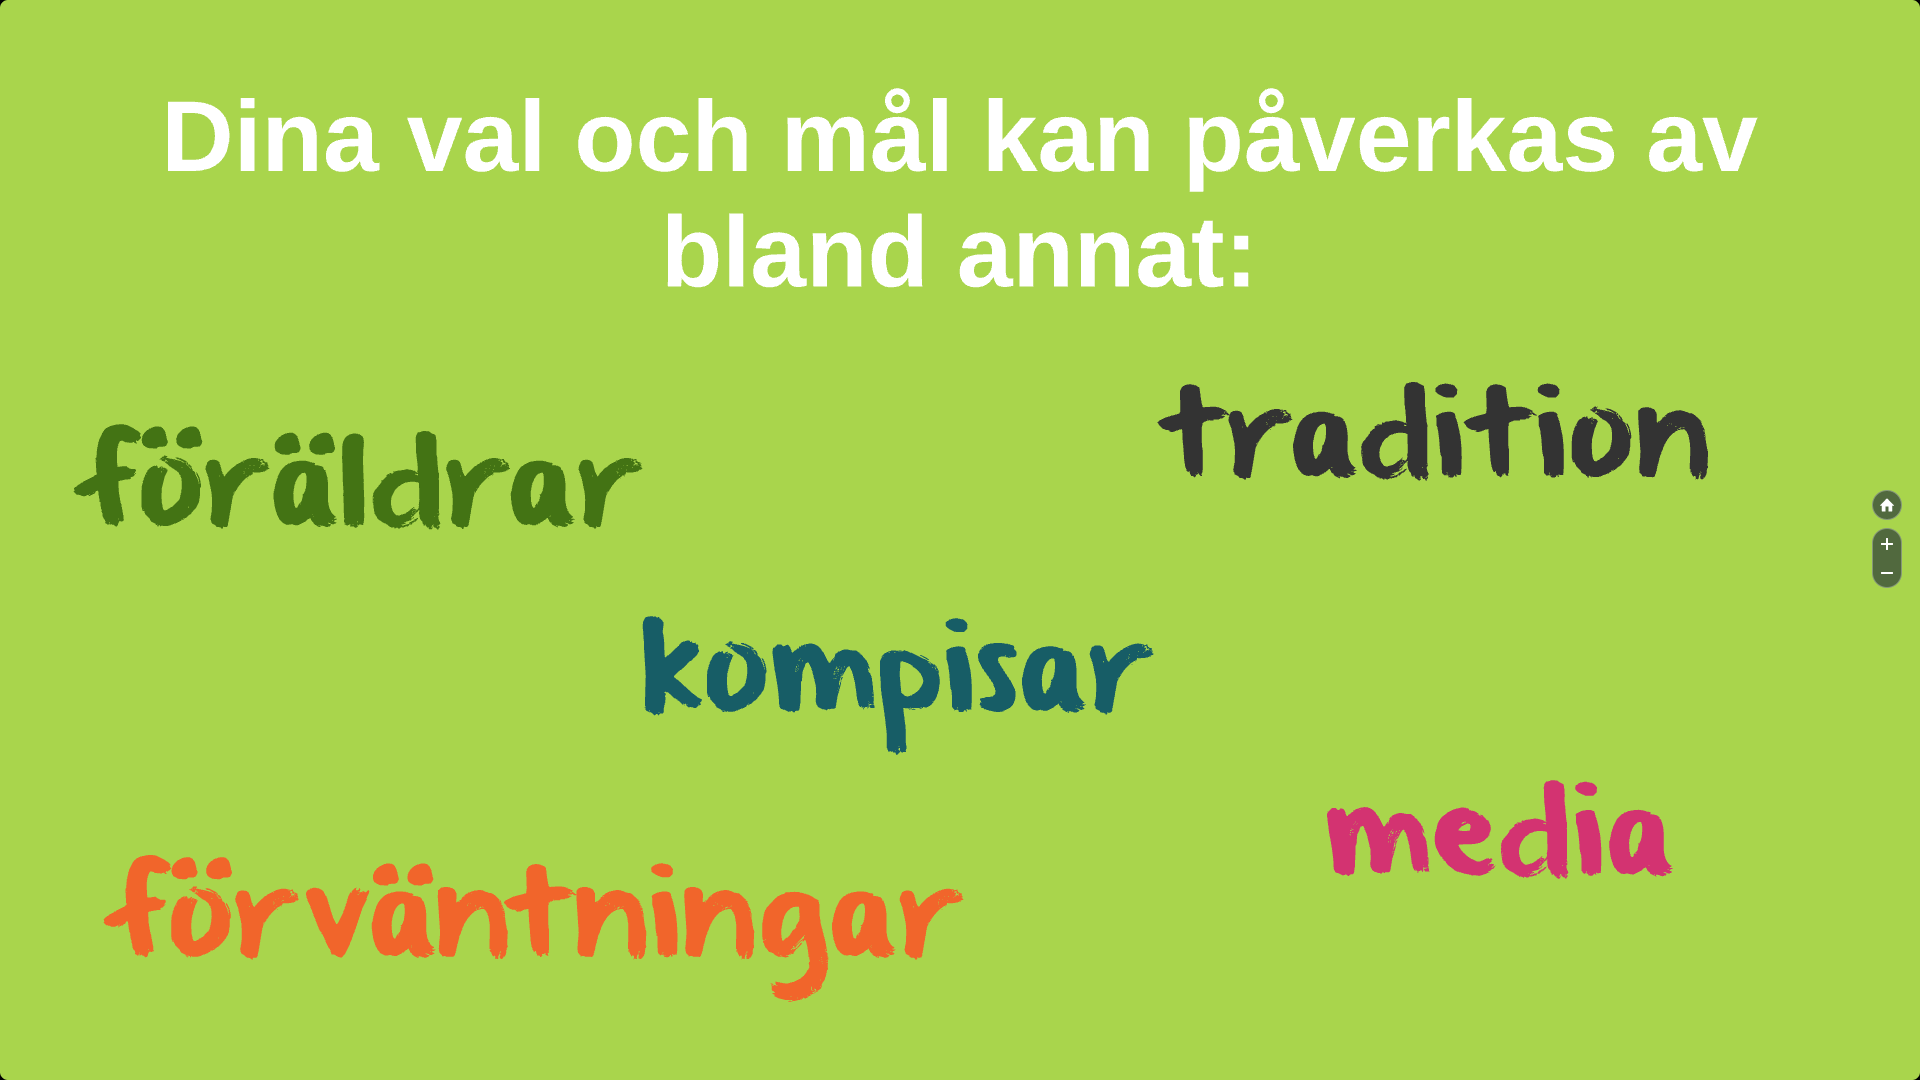 Dina val och mål kan påverkas av
bland annat:
tradition
föräldrar
kompisar
media
förväntningar